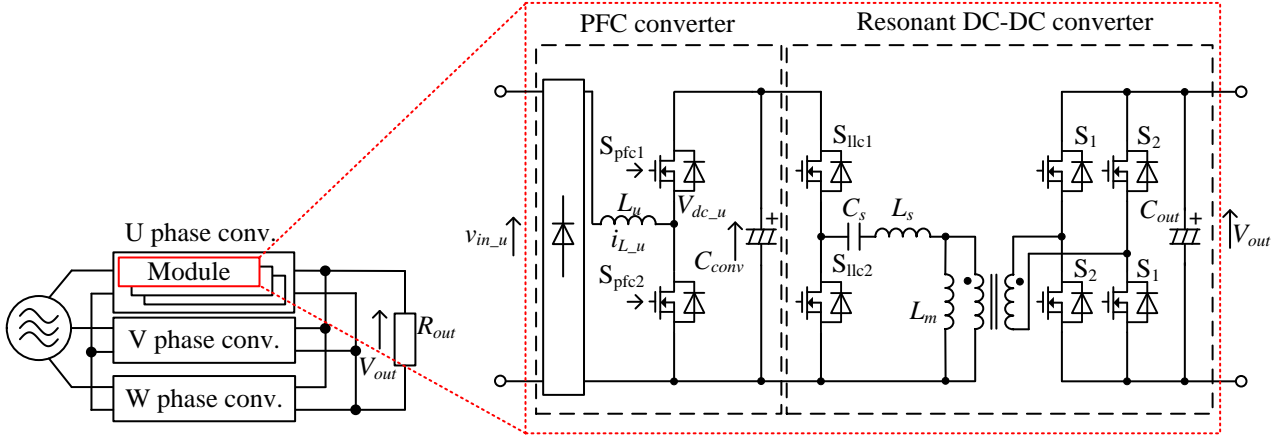 PFC converter
Resonant DC-DC converter
S_pfc1
S_llc1
S_1
S_2
L_u
V_dc_u
C_s
L_s
C_out
+
v_in_u
i_L_u
+
V_out
U phase conv.
C_conv
Module
S_pfc2
S_llc2
S_2
S_1
L_m
R_out
V phase conv.
V_out
W phase conv.